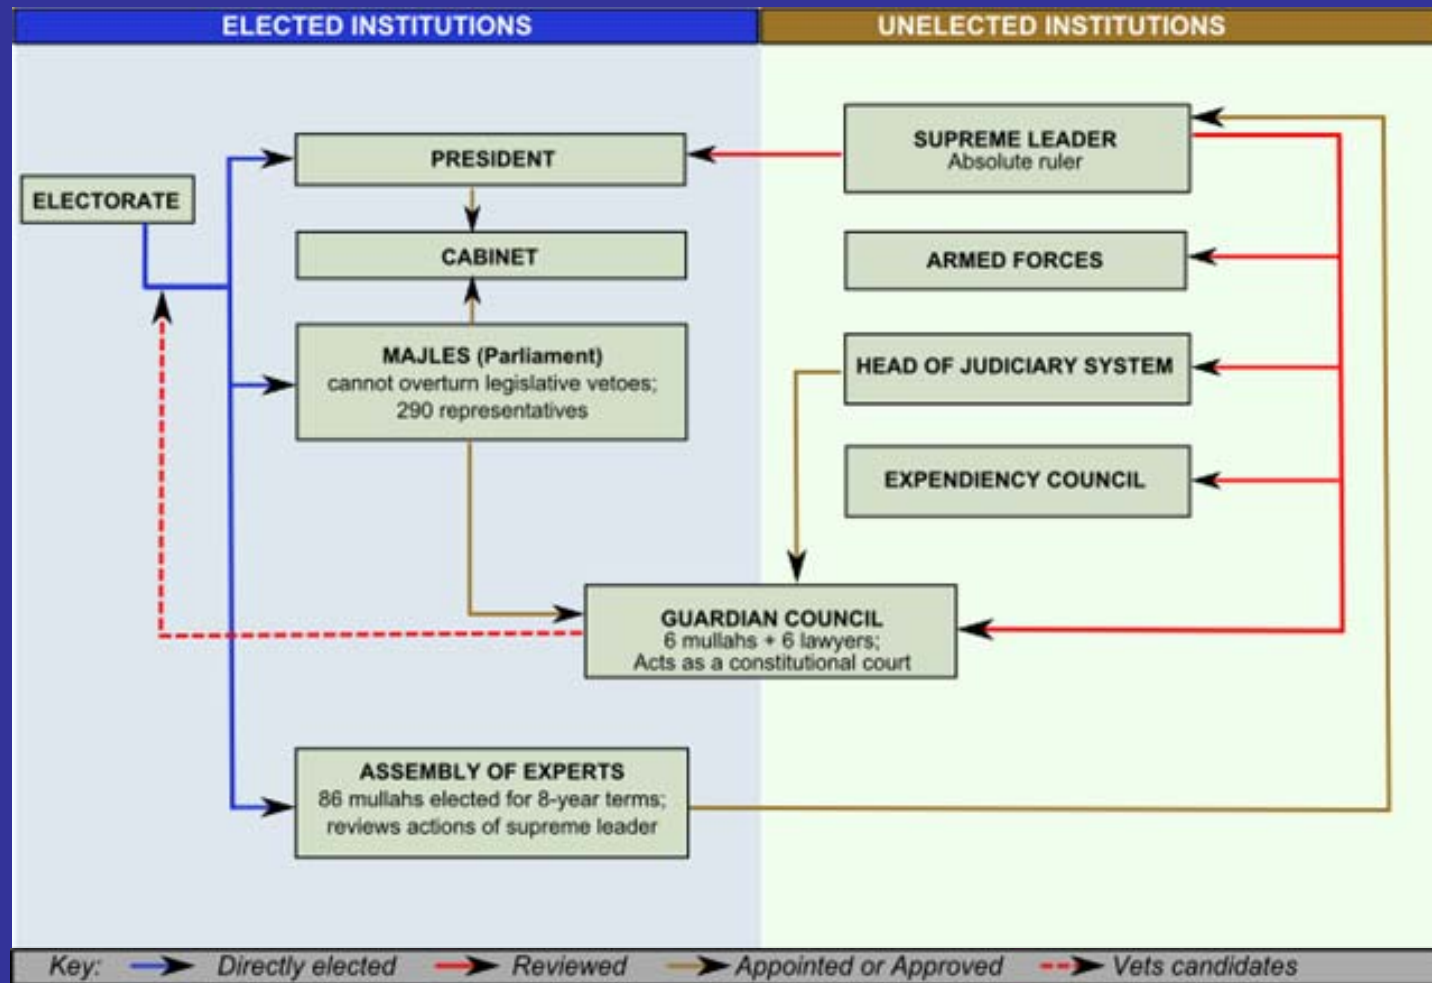 ELECTED INSTITUTIONS
UNELECTED INSTITUTIONS
ELECTORATE
PRESIDENT
CABINET
MAJLES (Parliament)
cannot overturn legislative vetoes;
290 representatives
SUPREME LEADER
Absolute ruler
ARMED FORCES
HEAD OF JUDICIARY SYSTEM
EXPENDIENCY COUNCIL
GUARDIAN COUNCIL
6 mullahs + 6 lawyers;
Acts as a constitutional court
ASSEMBLY OF EXPERTS
86 mullahs elected for 8-year terms;
reviews actions of supreme leader
Key: Directly elected Reviewed Appointed or Approved Vets candidates